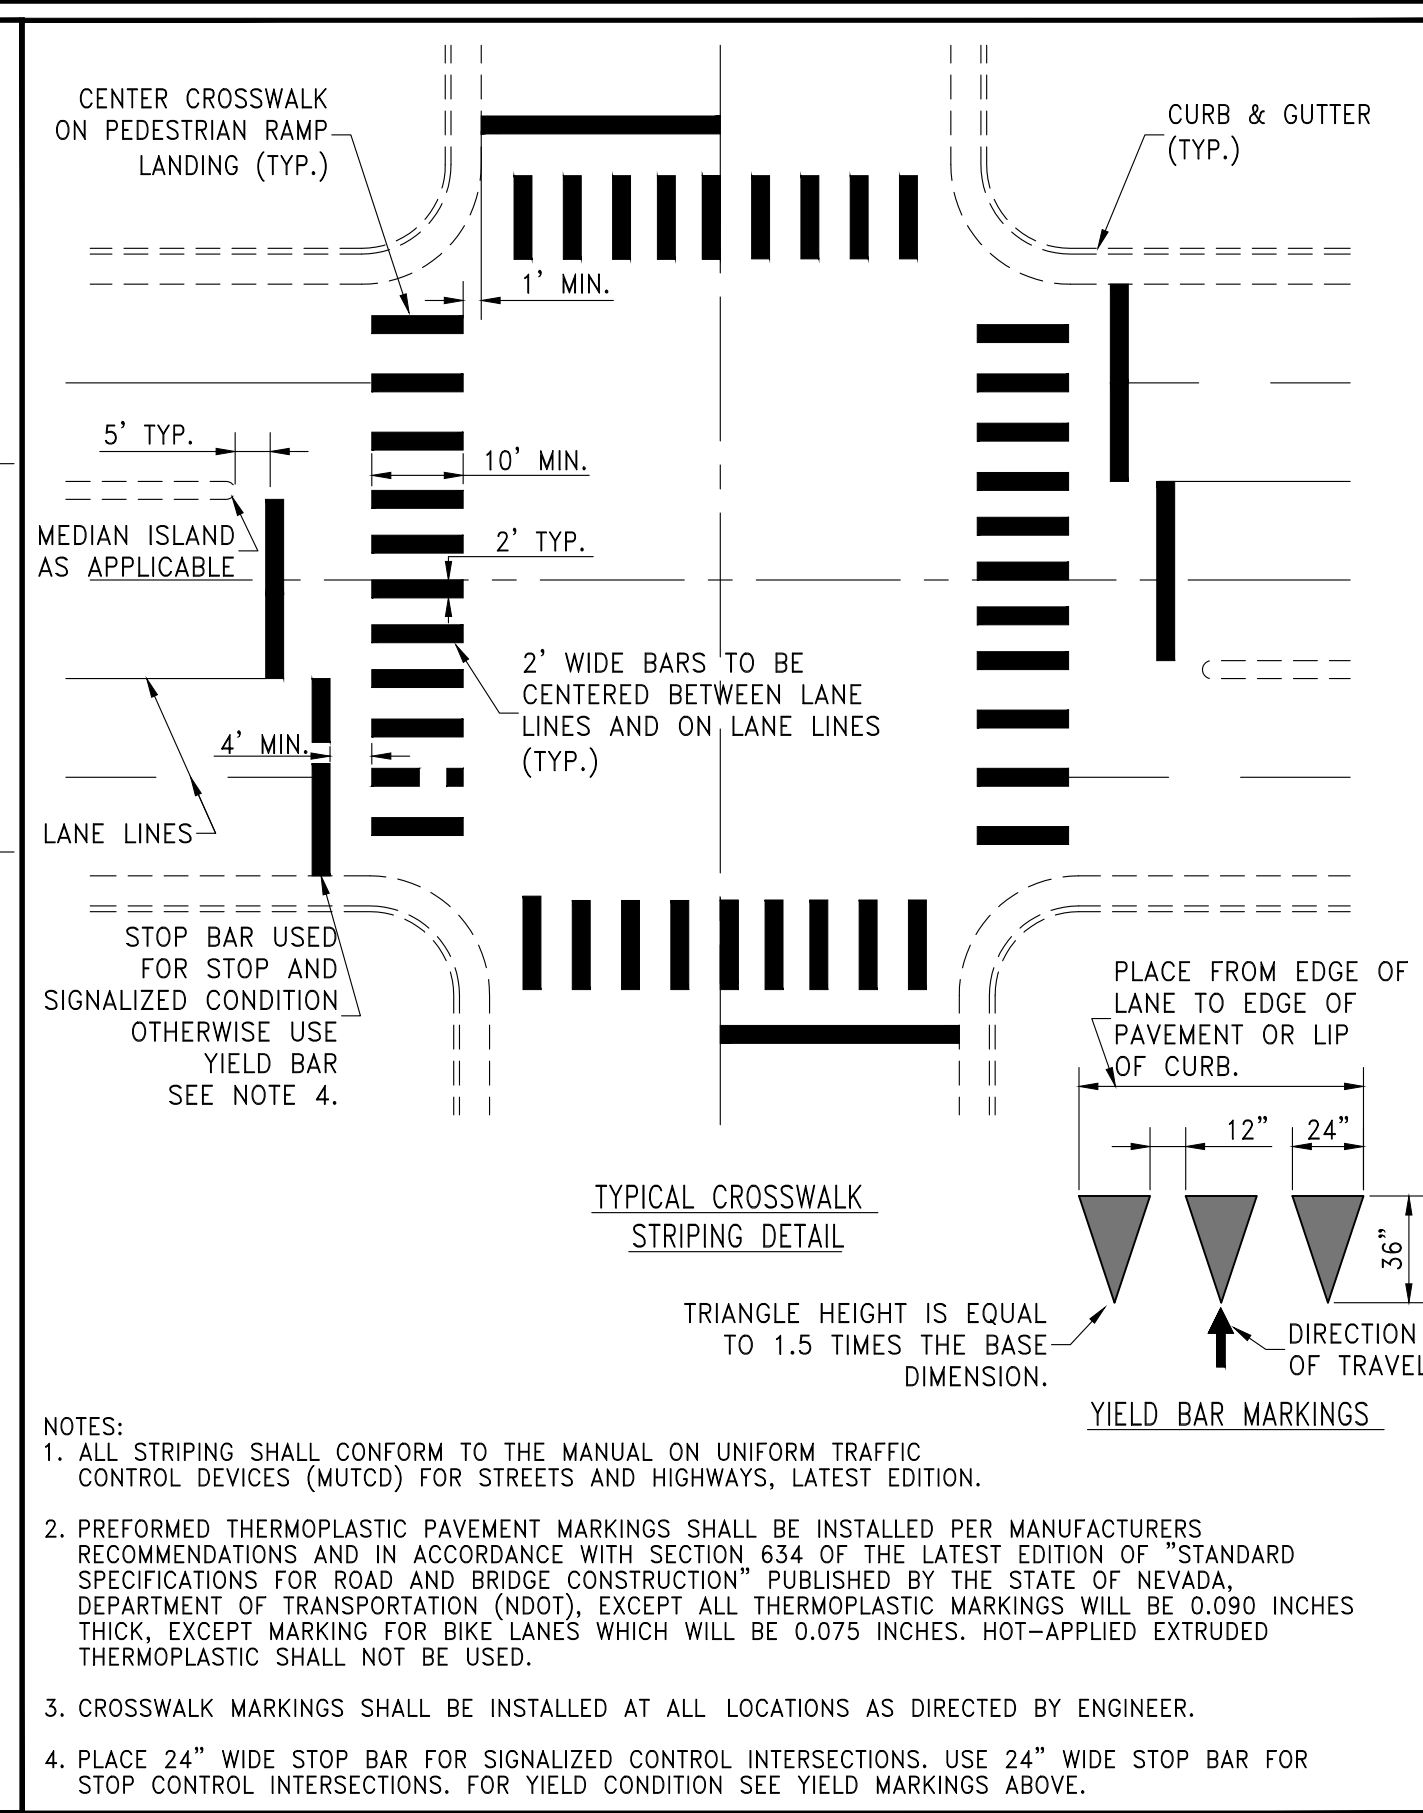 CENTER CROSSWALK
ON PEDESTRIAN RAMP
LANDING (TYP.)
CURB & GUTTER
(TYP.)
1' MIN.
5' TYP.
10' MIN.
MEDIAN ISLAND
AS APPLICABLE
2' TYP.
2' WIDE BARS TO BE
CENTERED BETWEEN LANE
LINES AND ON LANE LINES
(TYP.)
4' MIN.
LANE LINES
STOP BAR USED
FOR STOP AND
SIGNALIZED CONDITION
OTHERWISE USE
YIELD BAR
SEE NOTE 4.
PLACE FROM EDGE OF
LANE TO EDGE OF
PAVEMENT OR LIP
OF CURB.
12"
24"
36"
TYPICAL CROSSWALK
STRIPING DETAIL
TRIANGLE HEIGHT IS EQUAL
TO 1.5 TIMES THE BASE
DIMENSION.
DIRECTION
OF TRAVEL
YIELD BAR MARKINGS
NOTES:
1. ALL STRIPING SHALL CONFORM TO THE MANUAL ON UNIFORM TRAFFIC
CONTROL DEVICES (MUTCD) FOR STREETS AND HIGHWAYS, LATEST EDITION.
2. PREFORMED THERMOPLASTIC PAVEMENT MARKINGS SHALL BE INSTALLED PER MANUFACTURERS
RECOMMENDATIONS AND IN ACCORDANCE WITH SECTION 634 OF THE LATEST EDITION OF "STANDARD
SPECIFICATIONS FOR ROAD AND BRIDGE CONSTRUCTION" PUBLISHED BY THE STATE OF NEVADA,
DEPARTMENT OF TRANSPORTATION (NDOT), EXCEPT ALL THERMOPLASTIC MARKINGS WILL BE 0.090 INCHES
THICK, EXCEPT MARKING FOR BIKE LANES WHICH WILL BE 0.075 INCHES. HOT-APPLIED EXTRUDED
THERMOPLASTIC SHALL NOT BE USED.
3. CROSSWALK MARKINGS SHALL BE INSTALLED AT ALL LOCATIONS AS DIRECTED BY ENGINEER.
4. PLACE 24" WIDE STOP BAR FOR SIGNALIZED CONTROL INTERSECTIONS. USE 24" WIDE STOP BAR FOR
STOP CONTROL INTERSECTIONS. FOR YIELD CONDITION SEE YIELD MARKINGS ABOVE.